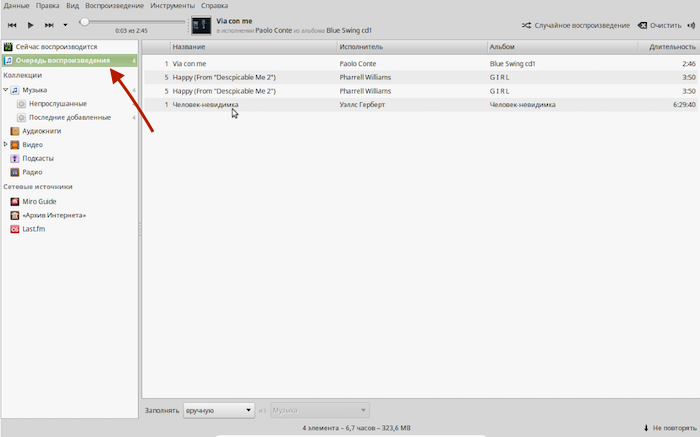 Данные Правка Вид Воспроизведение Инструменты Справка
Via con me
0:03 из 2:45
в исполнении Paolo Conte из альбома Blue Swing cd1
Случайное воспроизведение Очистить
Сейчас воспроизводится
Очередь воспроизведения 4
Коллекции
Музыка 4
Непрослушанные 4
Последние добавленные 4
Аудиокниги
Видео
Подкасты
Радио
Сетевые источники
Miro Guide
«Архив Интернета»
Last.fm
Название Исполнитель Альбом Длительность
1 Via con me Paolo Conte Blue Swing cd1 2:46
5 Happy (From "Despicable Me 2") Pharrell Williams G I R L 3:50
5 Happy (From "Despicable Me 2") Pharrell Williams G I R L 3:50
1 Человек-невидимка Уэллс Герберт Человек-невидимка 6:29:40
Заполнять вручную из Музыка
4 элемента – 6,7 часов – 323,6 MB
Не повторять